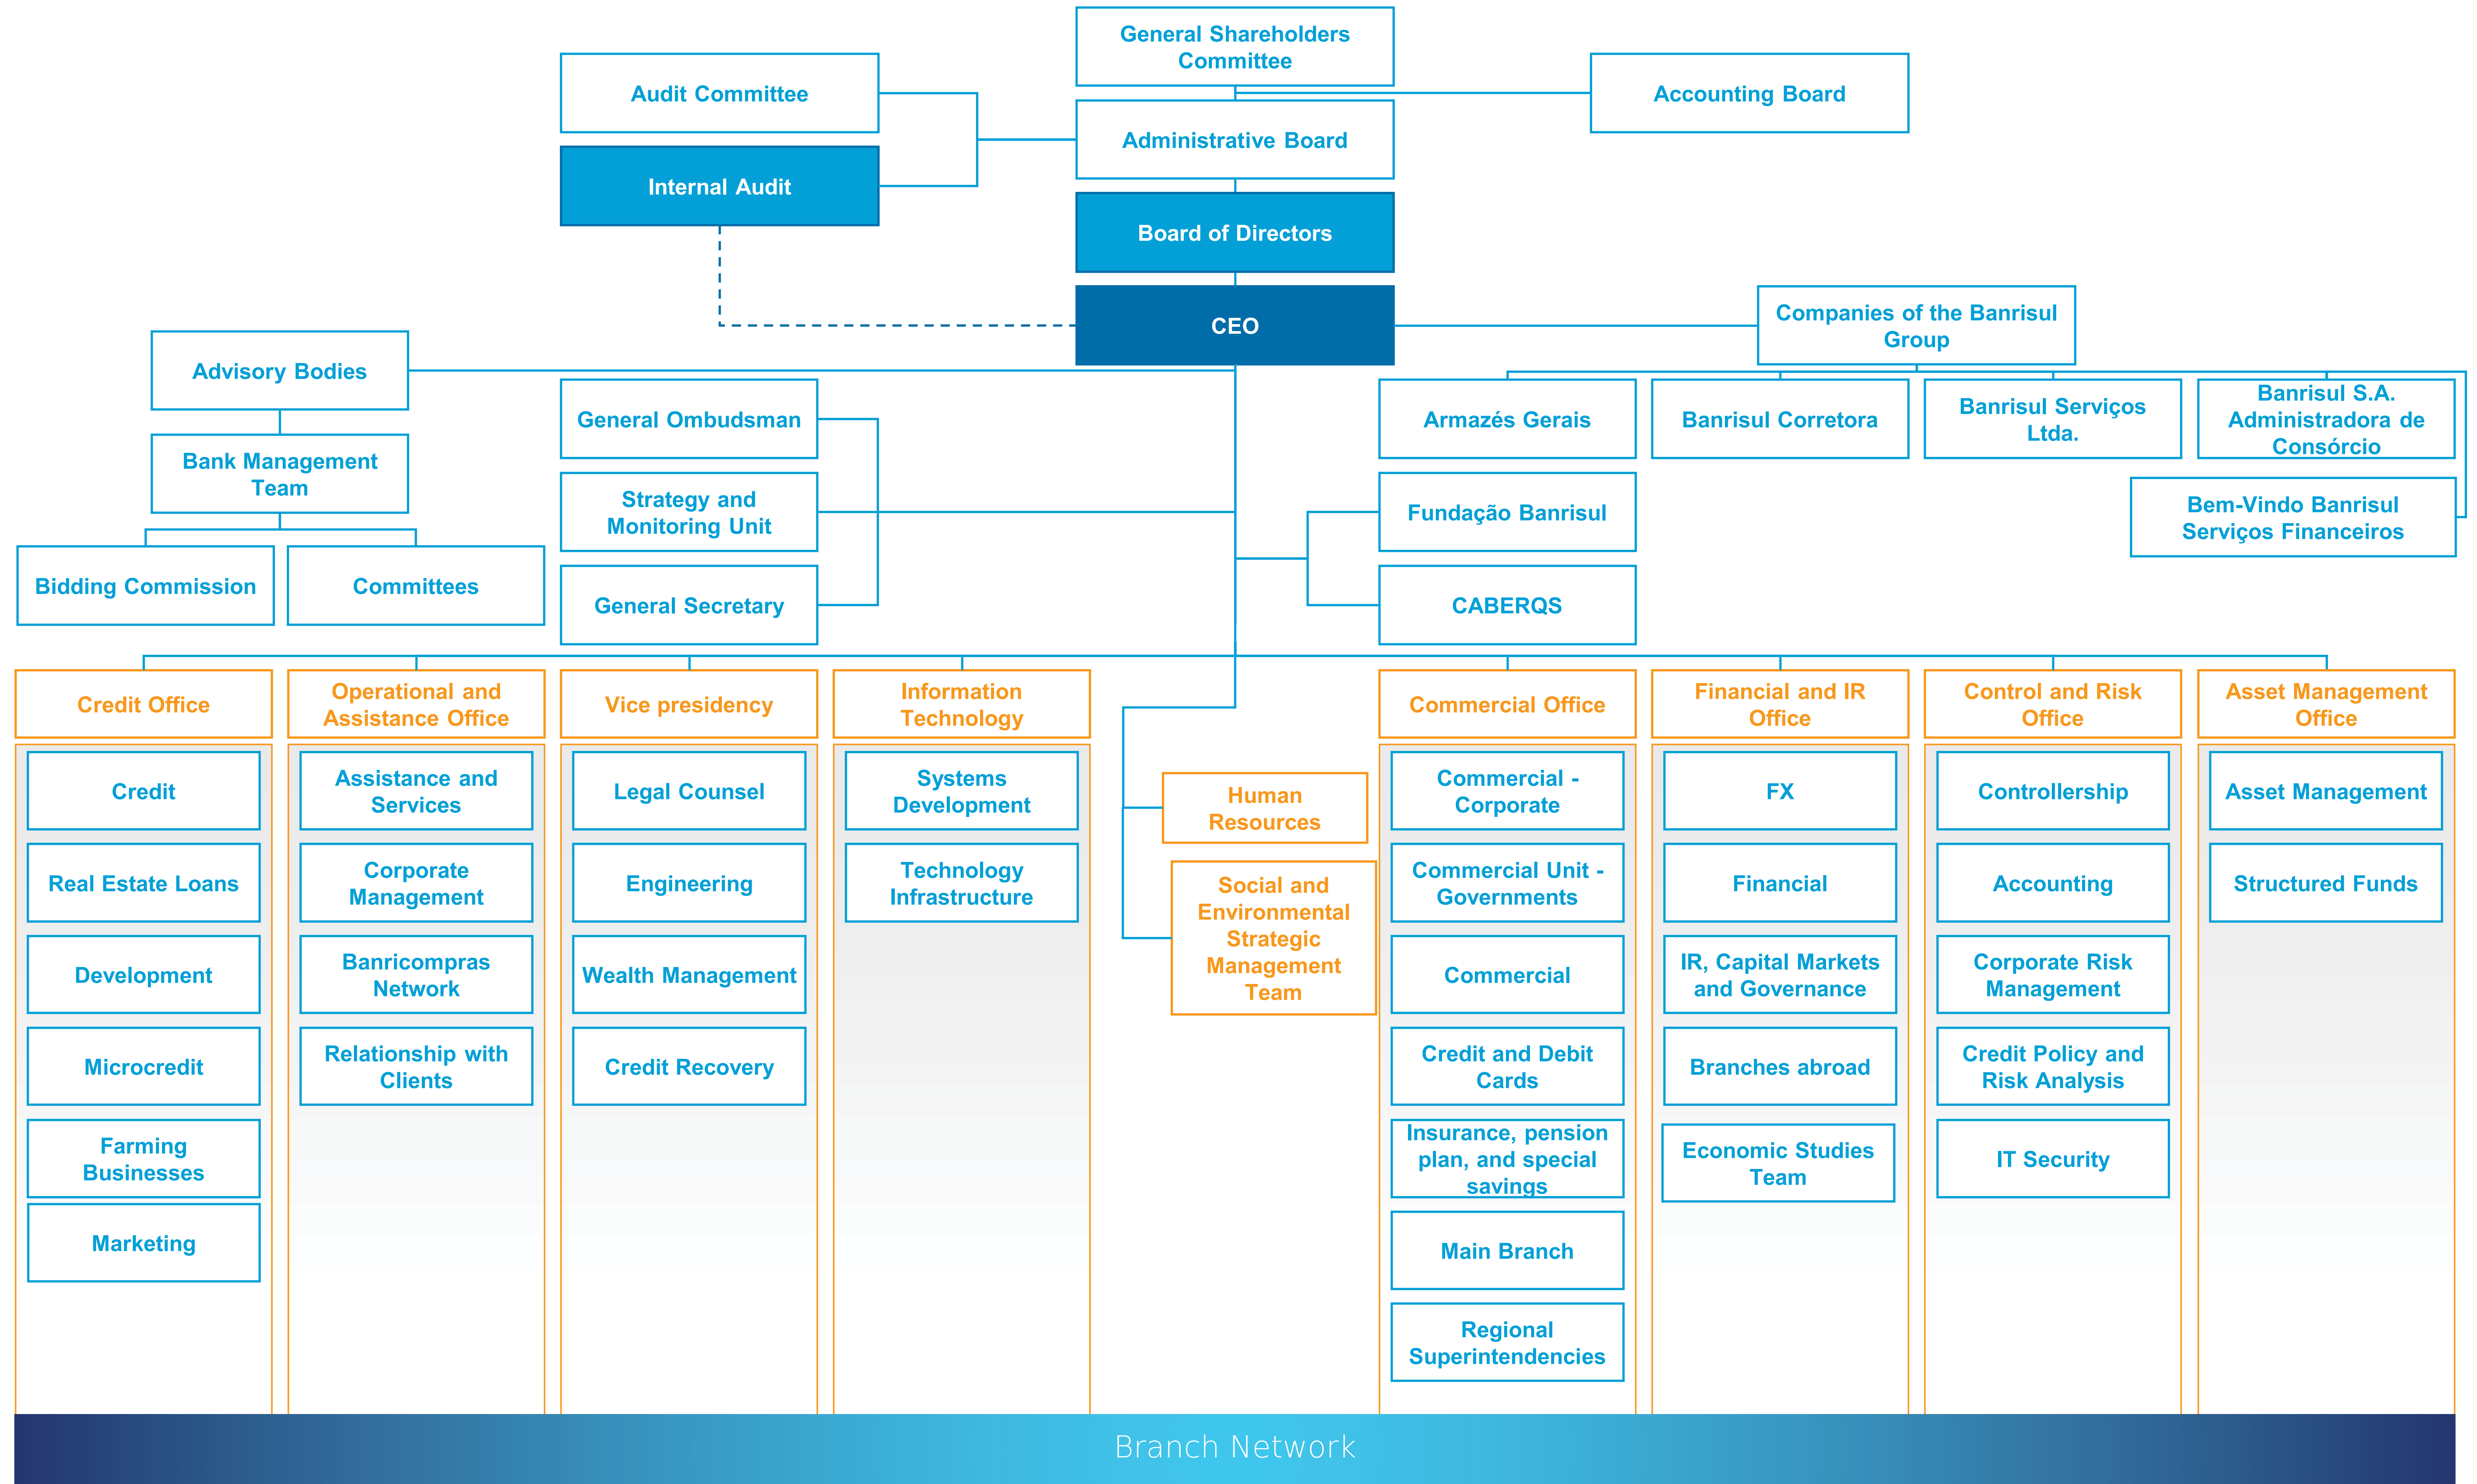 General Shareholders
Committee
Audit Committee
Accounting Board
Administrative Board
Internal Audit
Board of Directors
CEO
Companies of the Banrisul
Group
Advisory Bodies
General Ombudsman
Armazés Gerais
Banrisul Corretora
Banrisul Serviços
Ltda.
Banrisul S.A.
Administradora de
Consórcio
Bank Management
Team
Strategy and
Monitoring Unit
Fundação Banrisul
Bem-Vindo Banrisul
Serviços Financeiros
Bidding Commission
Committees
General Secretary
CABERQS
Credit Office
Operational and
Assistance Office
Vice presidency
Information
Technology
Commercial Office
Financial and IR
Office
Control and Risk
Office
Asset Management
Office
Credit
Real Estate Loans
Development
Microcredit
Farming
Businesses
Marketing
Assistance and
Services
Corporate
Management
Banricompras
Network
Relationship with
Clients
Legal Counsel
Engineering
Wealth Management
Credit Recovery
Systems
Development
Technology
Infrastructure
Human
Resources
Social and
Environmental
Strategic
Management
Team
Commercial -
Corporate
Commercial Unit -
Governments
Commercial
Credit and Debit
Cards
Insurance, pension
plan, and special
savings
Main Branch
Regional
Superintendencies
FX
Financial
IR, Capital Markets
and Governance
Branches abroad
Economic Studies
Team
Controllership
Accounting
Corporate Risk
Management
Credit Policy and
Risk Analysis
IT Security
Asset Management
Structured Funds
Branch Network